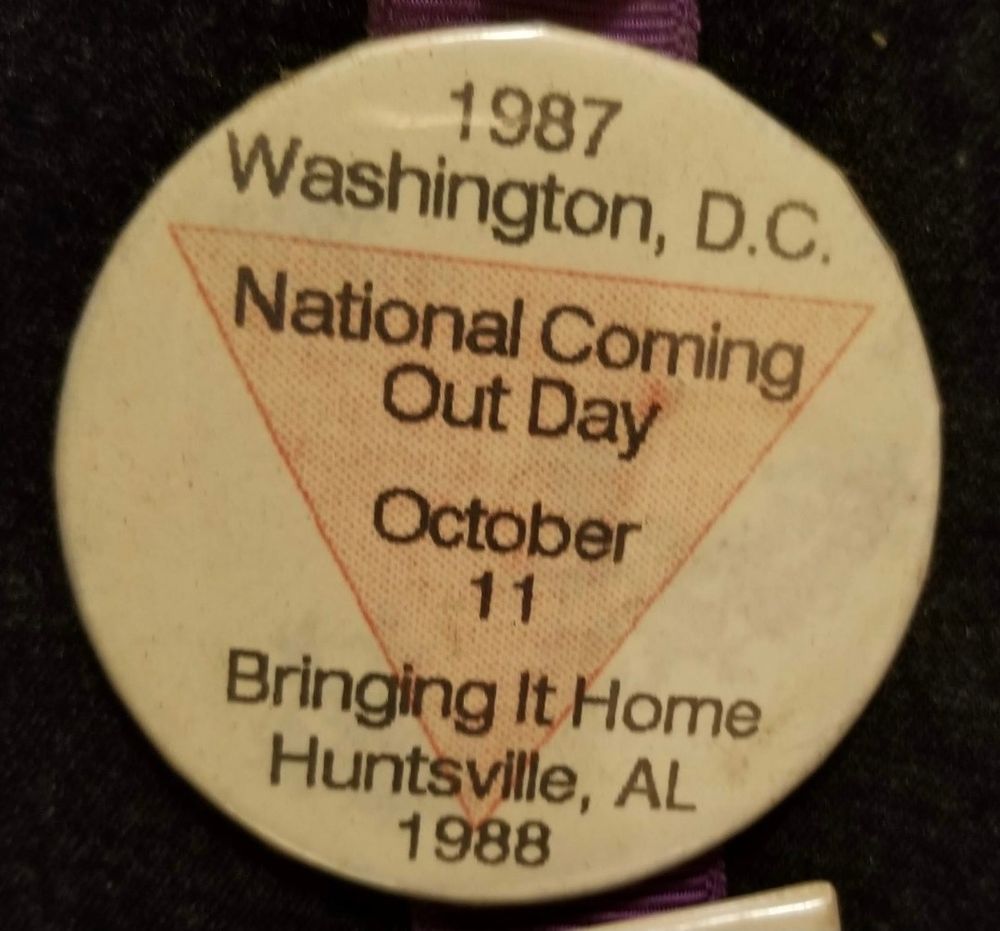 1987
Washington, D.C.
National Coming
Out Day
October
11
Bringing It Home
Huntsville, AL
1988